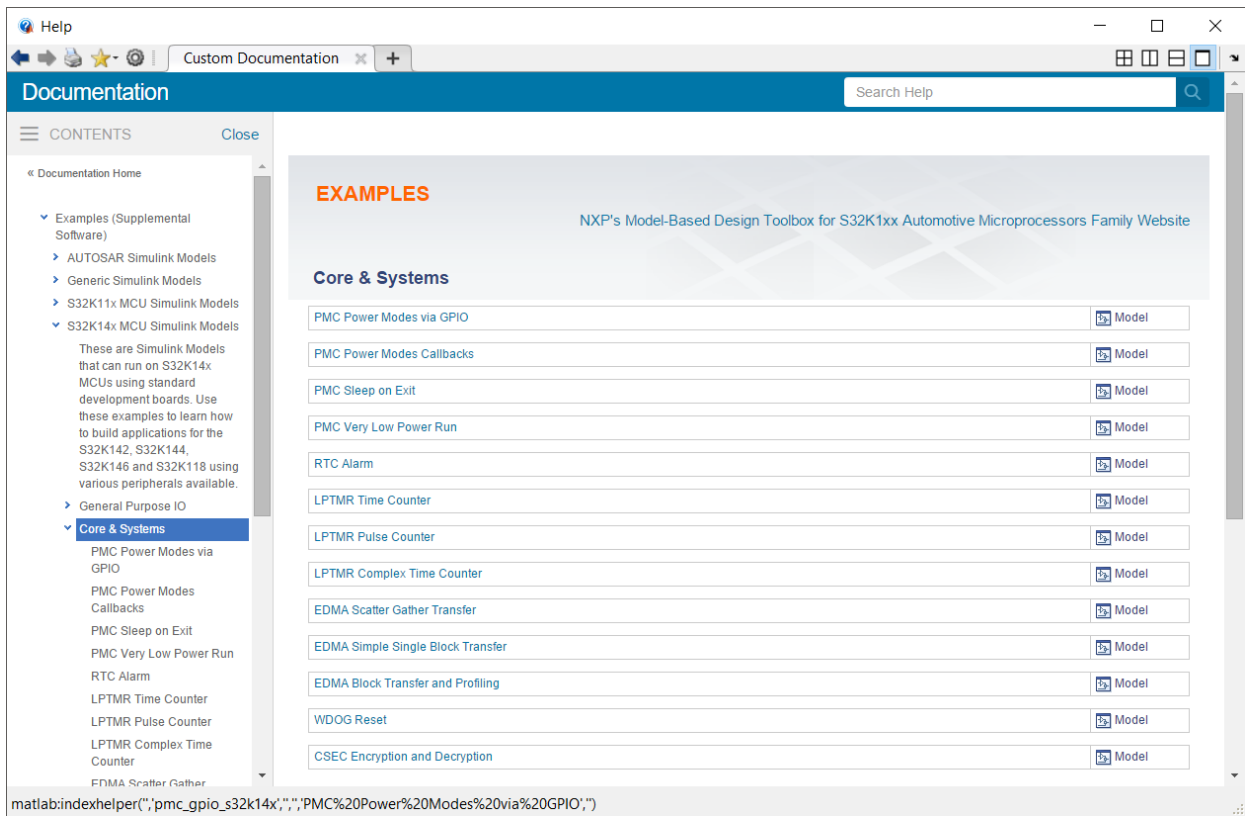 Help
Custom Documentation
Documentation
Search Help
CONTENTS
Close
« Documentation Home
Examples (Supplemental
Software)
AUTOSAR Simulink Models
Generic Simulink Models
S32K11x MCU Simulink Models
S32K14x MCU Simulink Models
These are Simulink Models
that can run on S32K14x
MCUs using standard
development boards. Use
these examples to learn how
to build applications for the
S32K142, S32K144,
S32K146 and S32K118 using
various peripherals available.
General Purpose IO
Core & Systems
PMC Power Modes via
GPIO
PMC Power Modes
Callbacks
PMC Sleep on Exit
PMC Very Low Power Run
RTC Alarm
LPTMR Time Counter
LPTMR Pulse Counter
LPTMR Complex Time
Counter
EDMA Scatter Gather
EXAMPLES
NXP's Model-Based Design Toolbox for S32K1xx Automotive Microprocessors Family Website
Core & Systems
PMC Power Modes via GPIO Model
PMC Power Modes Callbacks Model
PMC Sleep on Exit Model
PMC Very Low Power Run Model
RTC Alarm Model
LPTMR Time Counter Model
LPTMR Pulse Counter Model
LPTMR Complex Time Counter Model
EDMA Scatter Gather Transfer Model
EDMA Simple Single Block Transfer Model
EDMA Block Transfer and Profiling Model
WDOG Reset Model
CSEC Encryption and Decryption Model
matlab:indexhelper('','pmc_gpio_s32k14x','','','PMC%20Power%20Modes%20via%20GPIO','')